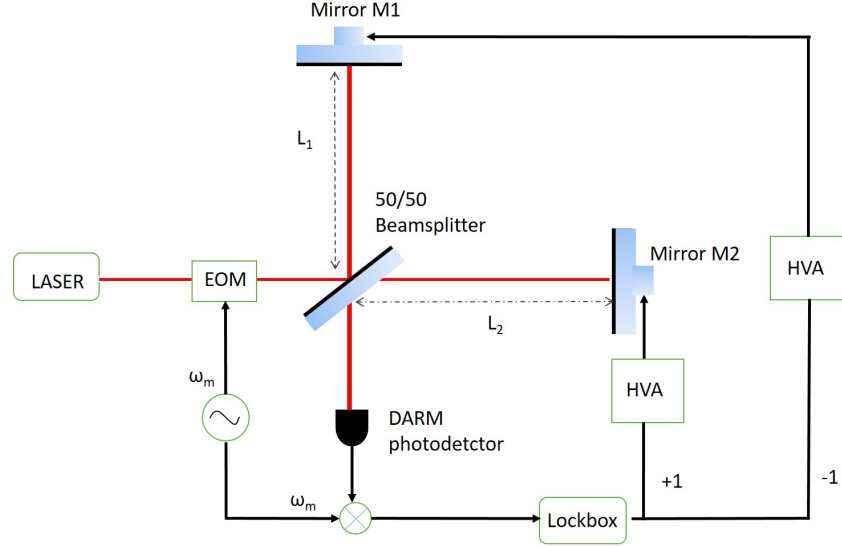 Mirror M1
L₁
50/50
Beamsplitter
LASER
EOM
Mirror M2
HVA
L₂
ωₘ
HVA
DARM
photodetctor
ωₘ
Lockbox
+1
-1